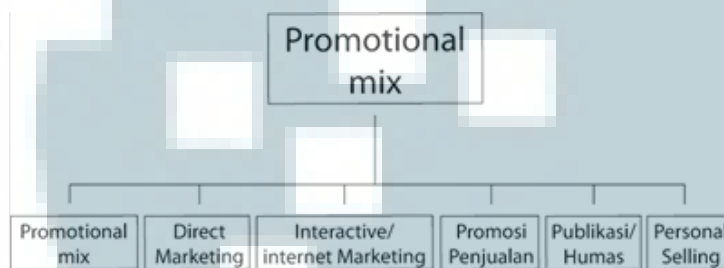 Promotional
mix
Promotional
mix
Direct
Marketing
Interactive/
internet Marketing
Promosi
Penjualan
Publikasi/
Humas
Personal
Selling